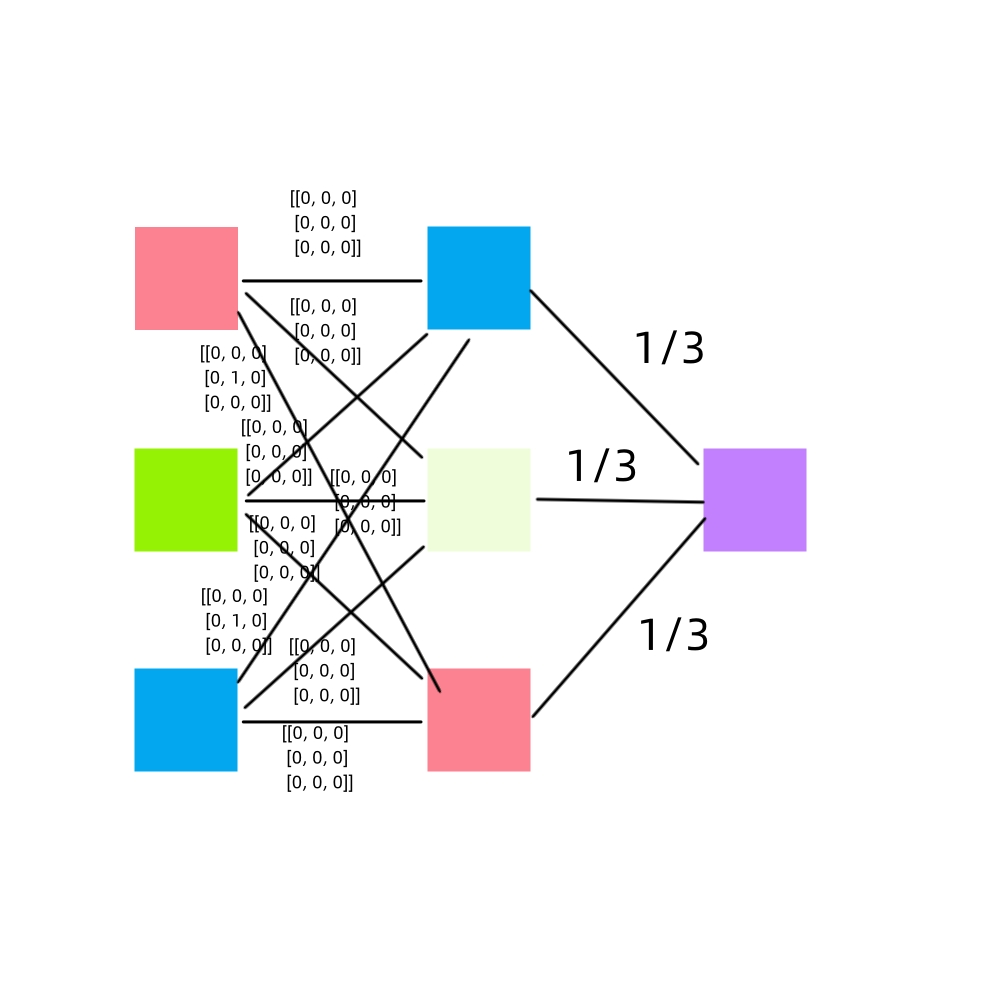 [[0, 0, 0]
[0, 0, 0]
[0, 0, 0]]
[[0, 0, 0]
[0, 0, 0]
[0, 0, 0]]
[[0, 0, 0]
[0, 1, 0]
[0, 0, 0]]
[[0, 0, 0]
[0, 0, 0]
[0, 0, 0]]
[[0, 0, 0]
[0, 0, 0]
[0, 0, 0]]
[[0, 0, 0]
[0, 0, 0]
[0, 0, 0]]
[[0, 0, 0]
[0, 1, 0]
[0, 0, 0]]
[[0, 0, 0]
[0, 0, 0]
[0, 0, 0]]
[[0, 0, 0]
[0, 0, 0]
[0, 0, 0]]
1/3
1/3
1/3